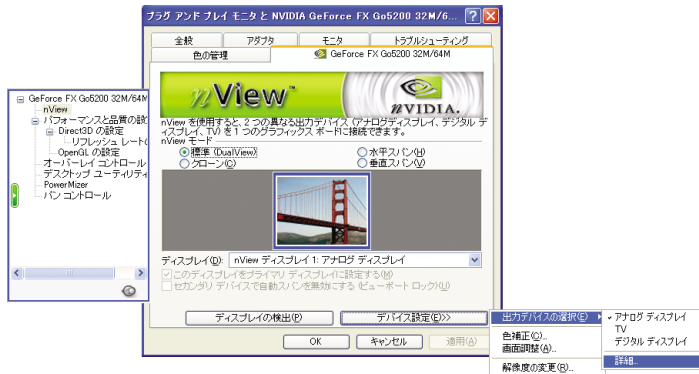 プラグ アンド プレイ モニタ と NVIDIA GeForce FX Go5200 32M/6...
全般
アダプタ
モニタ
トラブルシューティング
色の管理
GeForce FX Go5200 32M/64M
nView™
NVIDIA.
nView を使用すると、2 つの異なる出力デバイス (アナログディスプレイ、デジタル デ
ィスプレイ、TV) を 1 つのグラフィックス ボードに接続できます。
nView モード
標準 (DualView)
水平スパン(H)
クローン(C)
垂直スパン(V)
ディスプレイ(D):
nView ディスプレイ 1: アナログ ディスプレイ
このディスプレイをプライマリ ディスプレイに設定する(M)
セカンダリ デバイスで自動スパンを無効にする (ビューポート ロック)(U)
ディスプレイの検出(P)
デバイス設定(E)>>
OK
キャンセル
適用(A)
GeForce FX Go5200 32M/64M
nView
パフォーマンスと品質の設
Direct3D の設定
リフレッシュ レート(
OpenGL の設定
オーバーレイ コントロール
デスクトップ ユーティリティ
PowerMizer
パン コントロール
出力デバイスの選択(E)
色補正(C)...
画面調整(A)...
解像度の変更(R)...
アナログ ディスプレイ
TV
デジタル ディスプレイ
詳細...